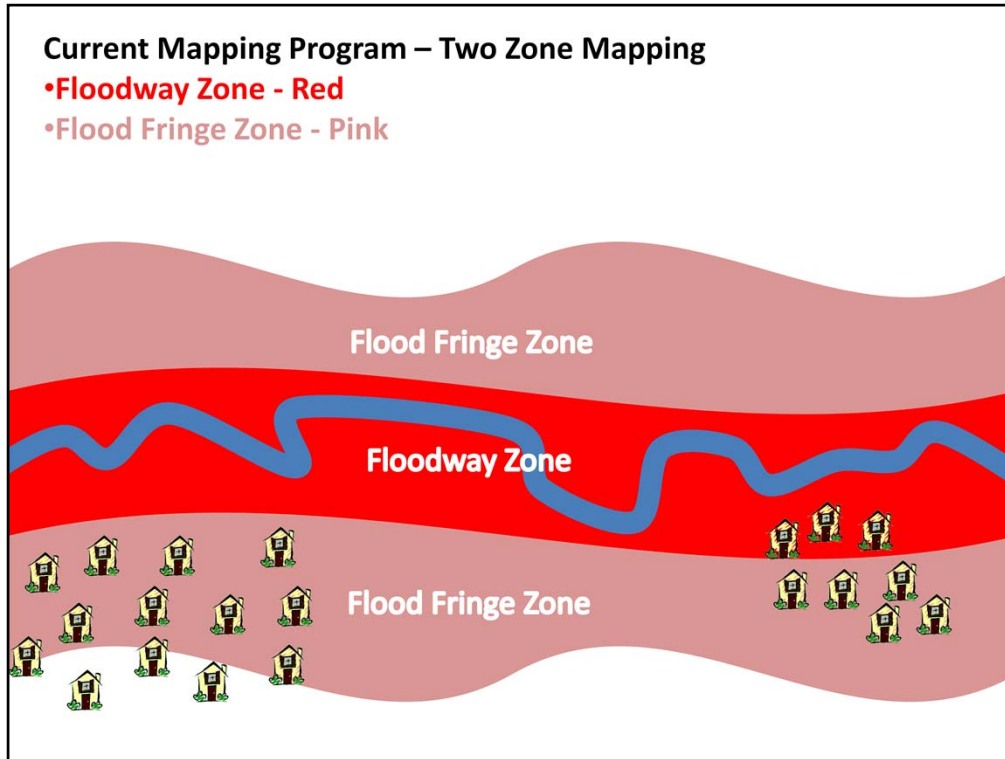 Current Mapping Program – Two Zone Mapping
•Floodway Zone - Red
•Flood Fringe Zone - Pink
Flood Fringe Zone
Floodway Zone
Flood Fringe Zone